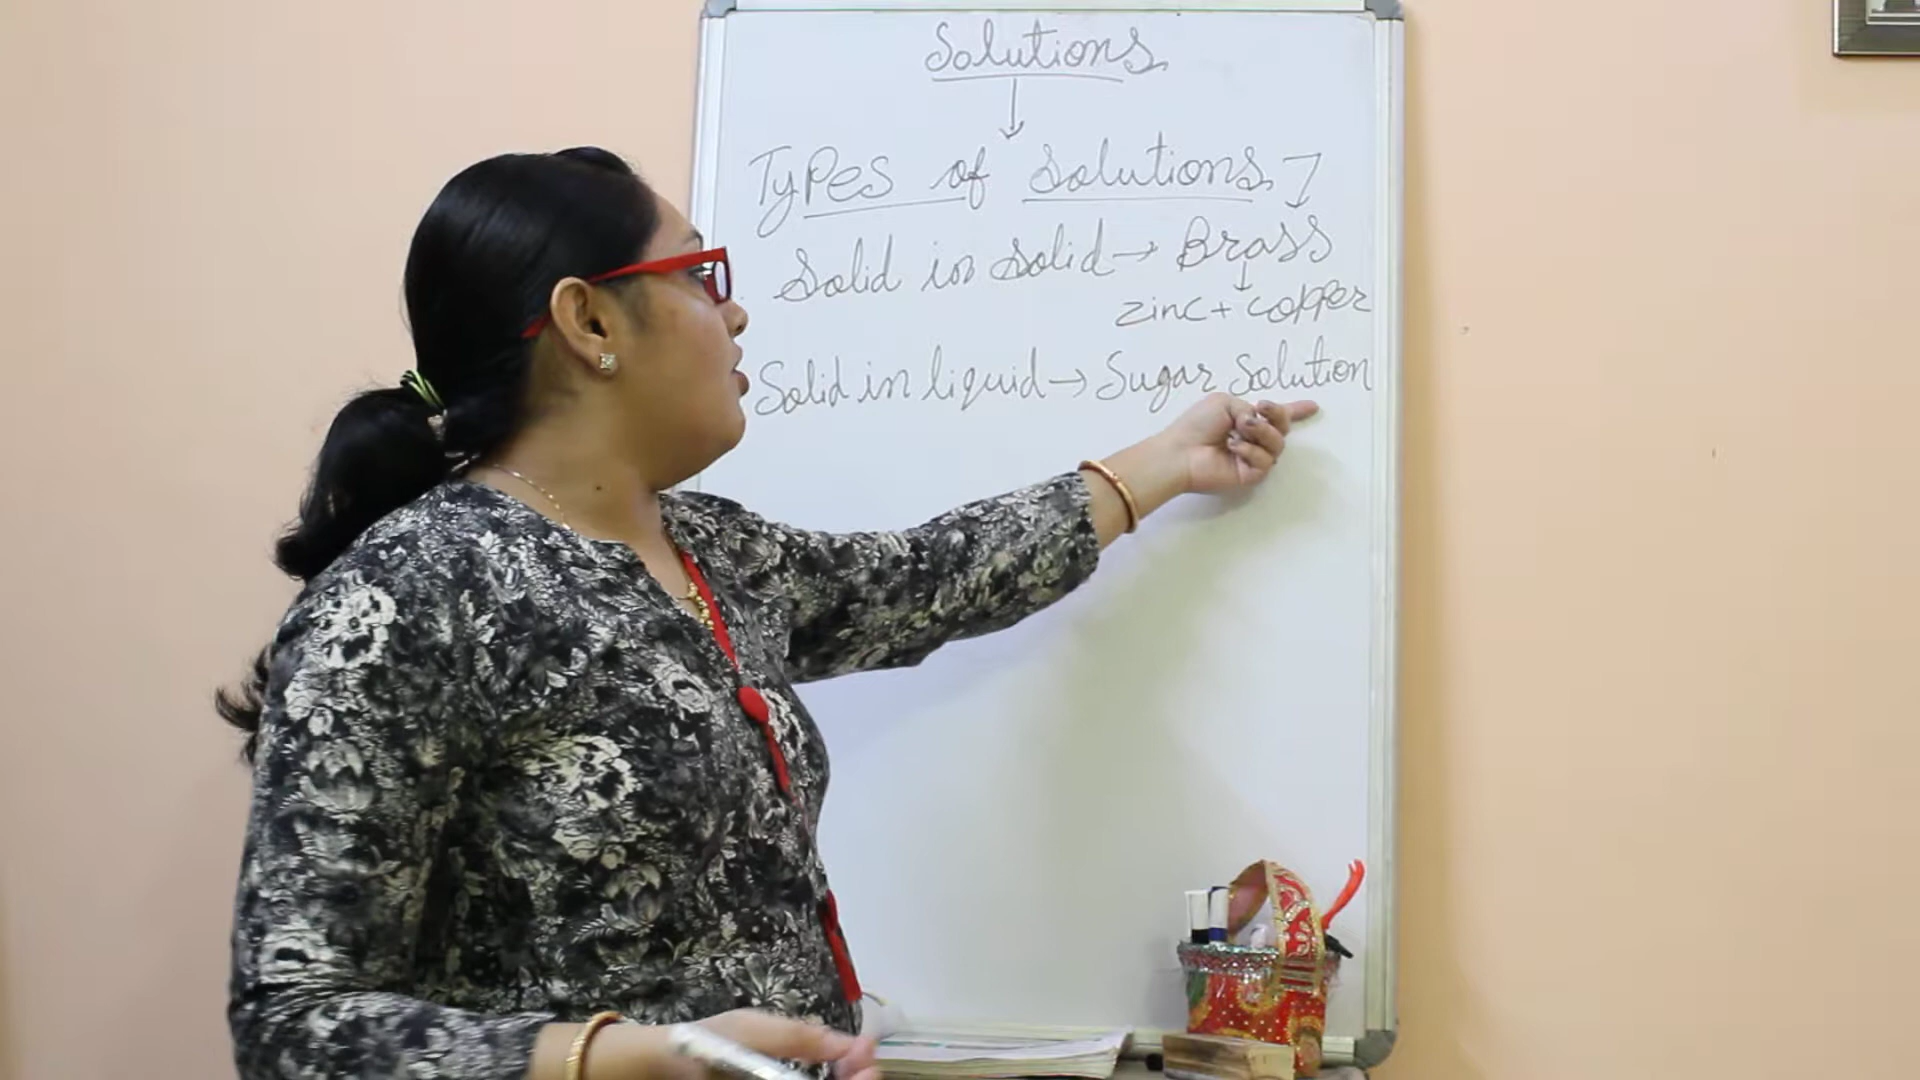 Solutions
↓
Types of Solutions ⤵
Solid in Solid → Brass
↓
zinc + copper
Solid in liquid → Sugar Solution